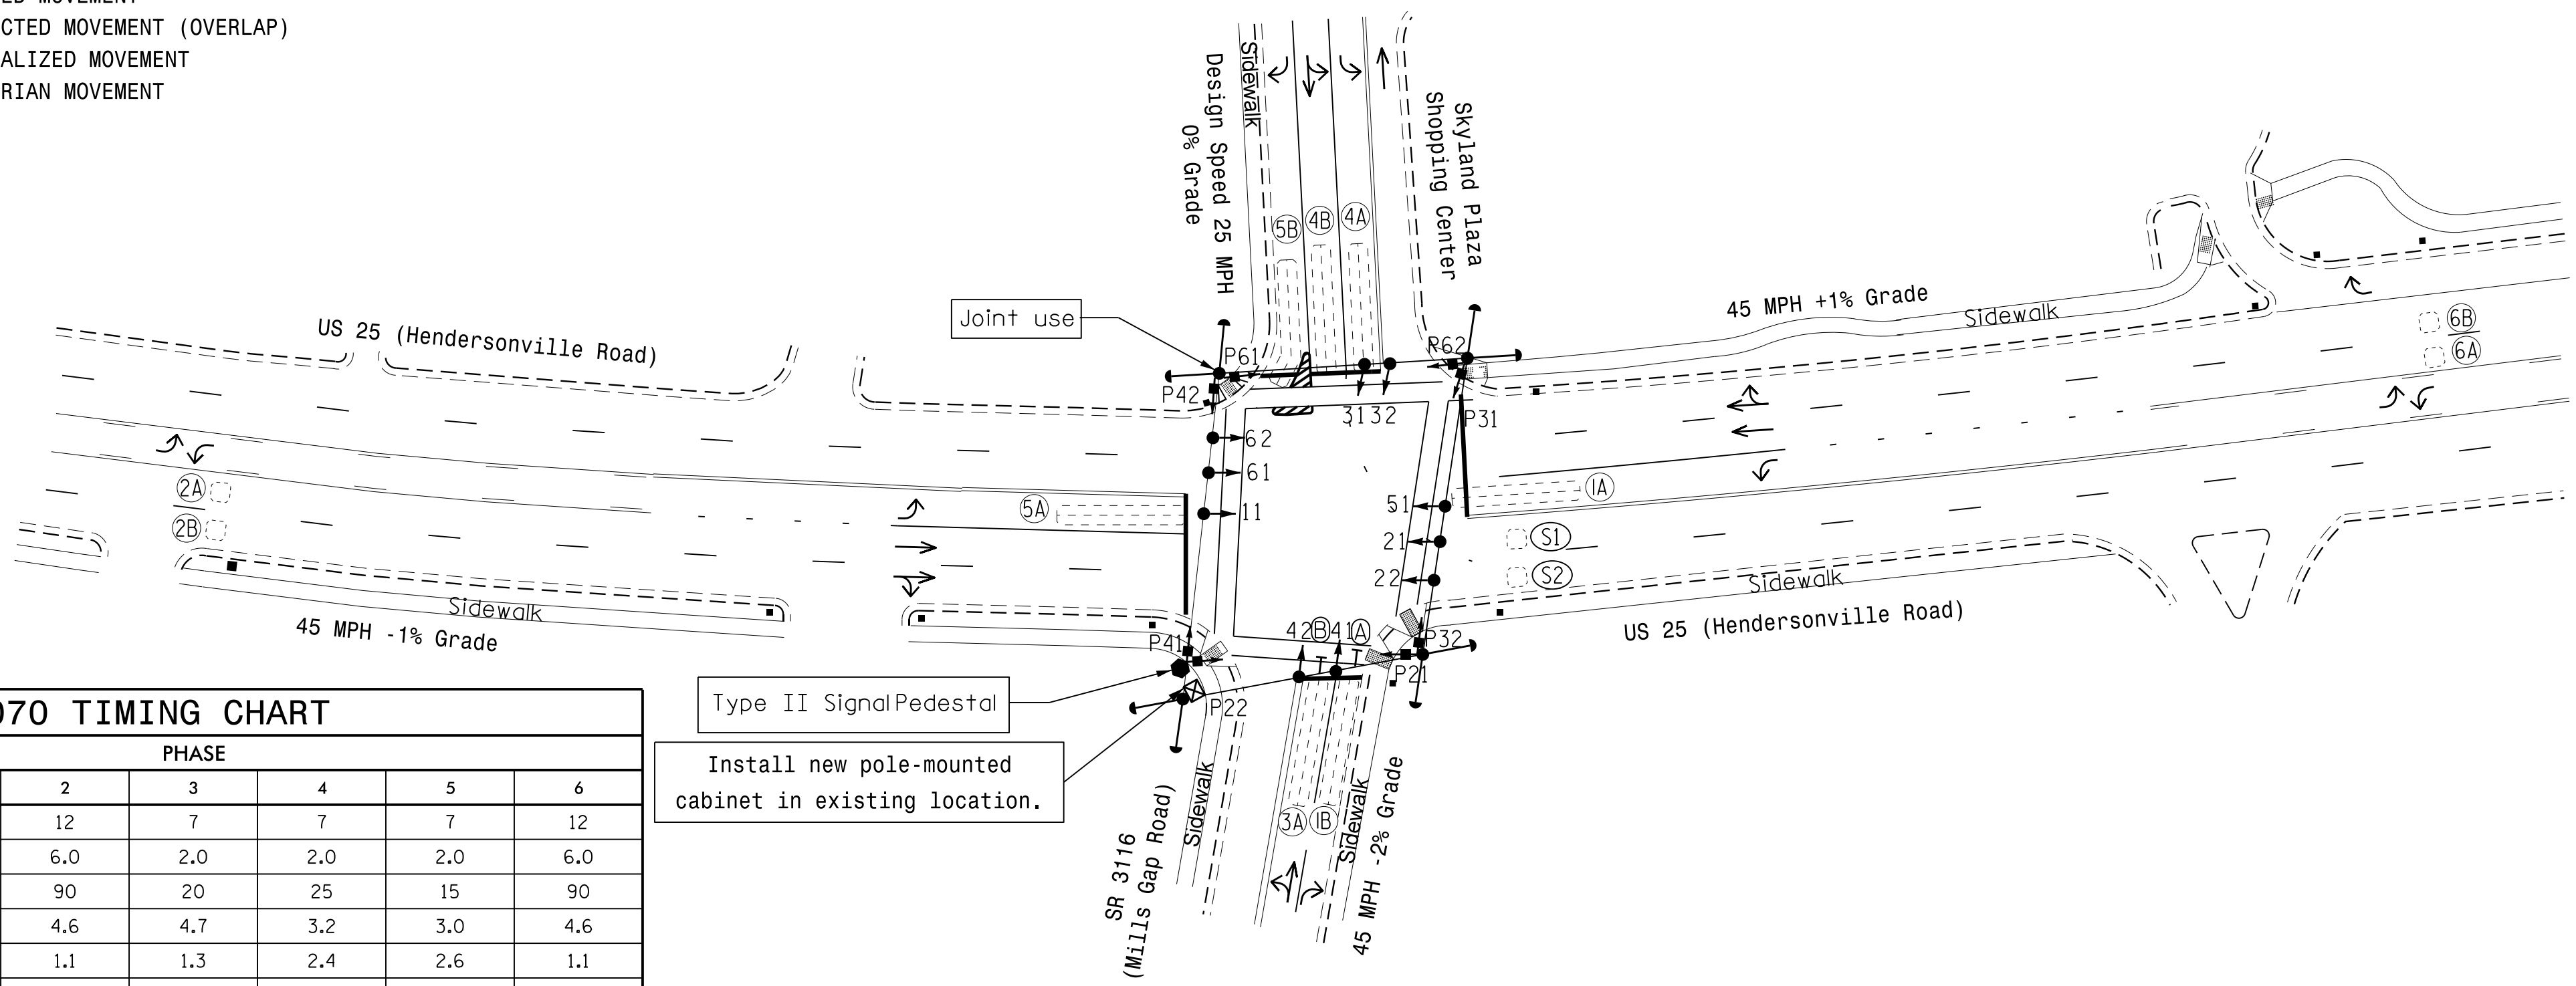 ED MOVEMENT
CTED MOVEMENT (OVERLAP)
ALIZED MOVEMENT
RIAN MOVEMENT
Sidewalk
Design Speed 25 MPH
0% Grade
Skyland Plaza
Shopping Center
5B
4B
4A
US 25 (Hendersonville Road)
Joint use
P61
P42
R62
P31
3132
45 MPH +1% Grade
Sidewalk
6B
6A
62
61
11
2A
2B
5A
1A
51
21
22
S1
S2
Sidewalk
45 MPH -1% Grade
Sidewalk
US 25 (Hendersonville Road)
P41
42B41A
P32
P21
P22
Type II Signal Pedestal
Install new pole-mounted
cabinet in existing location.
3A
1B
Sidewalk
Sidewalk
SR 3116
(Mills Gap Road)
45 MPH -2% Grade
070 TIMING CHART
PHASE
2 3 4 5 6
12 7 7 7 12
6.0 2.0 2.0 2.0 6.0
90 20 25 15 90
4.6 4.7 3.2 3.0 4.6
1.1 1.3 2.4 2.6 1.1